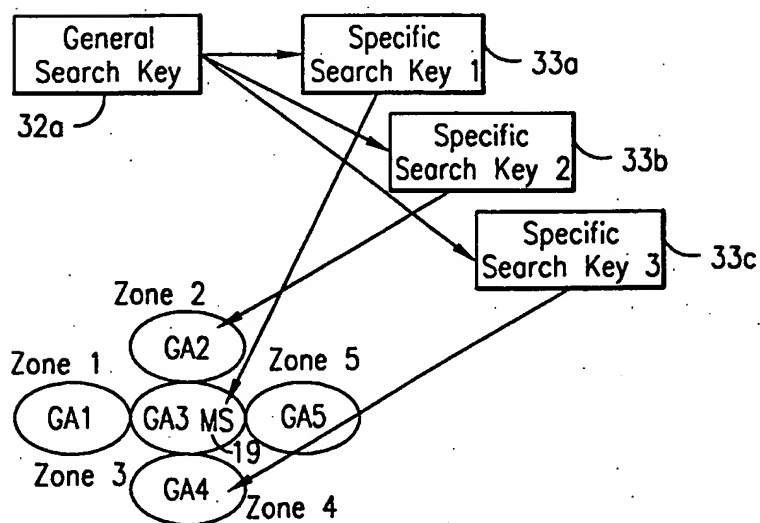 General
Search Key
32a
Specific
Search Key 1
33a
Specific
Search Key 2
33b
Specific
Search Key 3
33c
Zone 2
GA2
Zone 1
GA1
GA3 MS
19
Zone 5
GA5
Zone 3
GA4
Zone 4